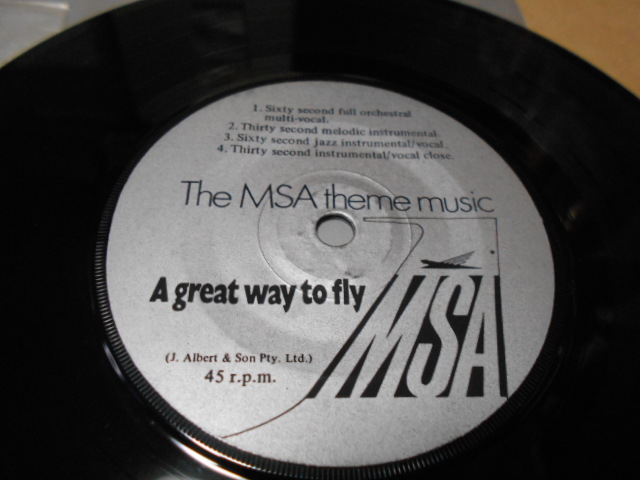 1. Sixty second full orchestral
multi-vocal.
2. Thirty second melodic instrumental.
3. Sixty second jazz instrumental/vocal.
4. Thirty second instrumental/vocal close.
The MSA theme music
A great way to fly
MSA
(J. Albert & Son Pty. Ltd.)
45 r.p.m.